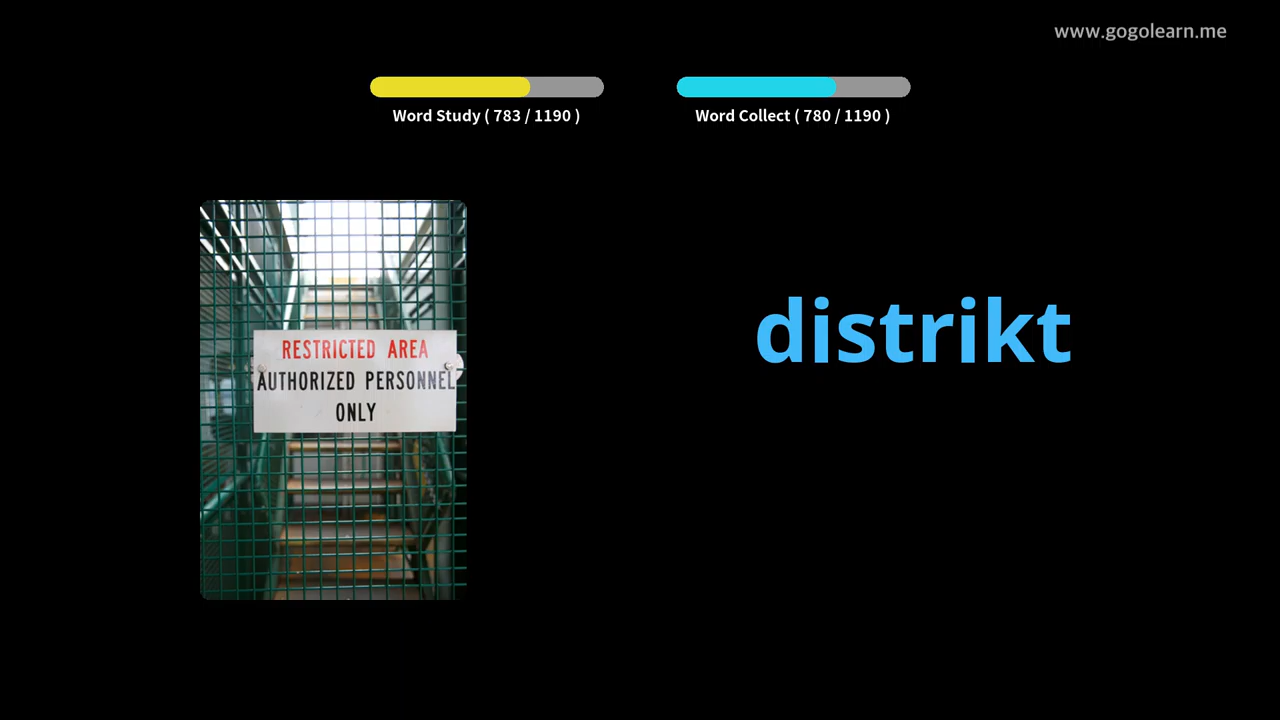 www.gogolearn.me
Word Study ( 783 / 1190 )
Word Collect ( 780 / 1190 )
RESTRICTED AREA
AUTHORIZED PERSONNEL
ONLY
distrikt